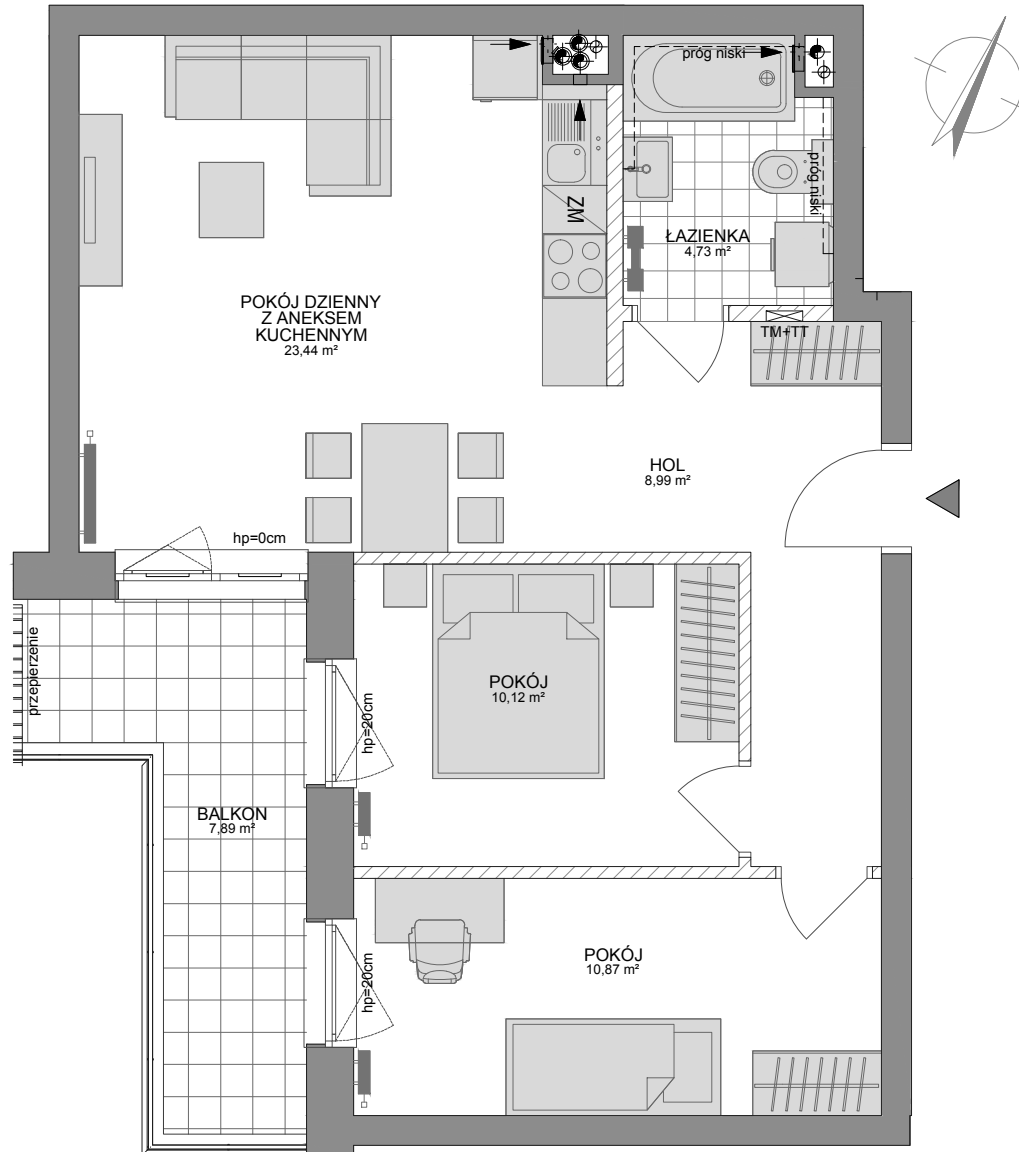 próg niski
próg niski
ZM
ŁAZIENKA
4,73 m²
POKÓJ DZIENNY
Z ANEKSEM
KUCHENNYM
23,44 m²
TM+TT
HOL
8,99 m²
hp=0cm
przepierzenie
POKÓJ
10,12 m²
hp=20cm
BALKON
7,89 m²
POKÓJ
10,87 m²
hp=20cm